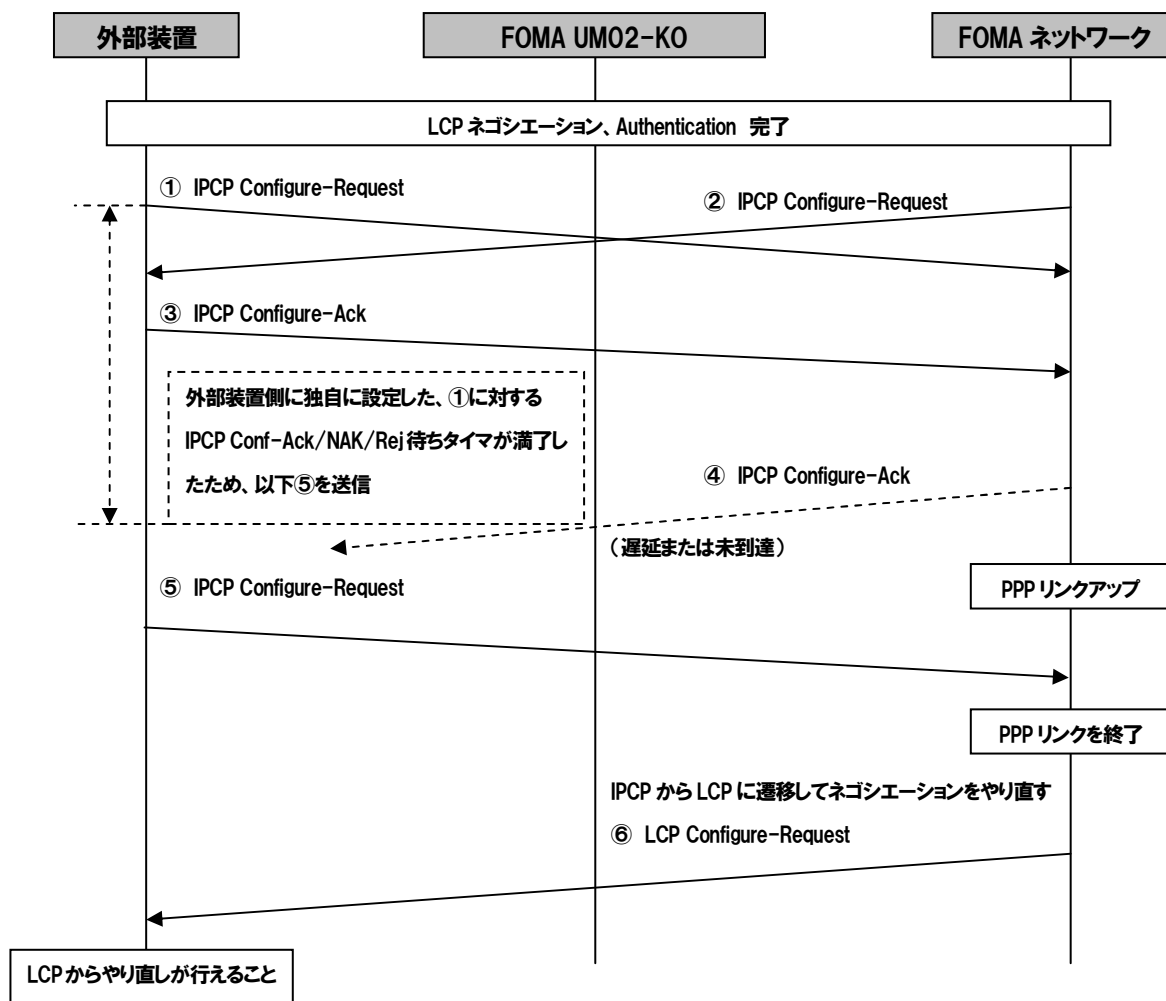 外部装置
FOMA UM02-KO
FOMA ネットワーク
LCP ネゴシエーション、Authentication 完了
① IPCP Configure-Request
② IPCP Configure-Request
③ IPCP Configure-Ack
外部装置側に独自に設定した、①に対する
IPCP Conf-Ack/NAK/Rej 待ちタイマが満了し
たため、以下⑤を送信
④ IPCP Configure-Ack
（遅延または未到達）
⑤ IPCP Configure-Request
PPP リンクアップ
PPP リンクを終了
IPCP から LCP に遷移してネゴシエーションをやり直す
⑥ LCP Configure-Request
LCP からやり直しが行えること